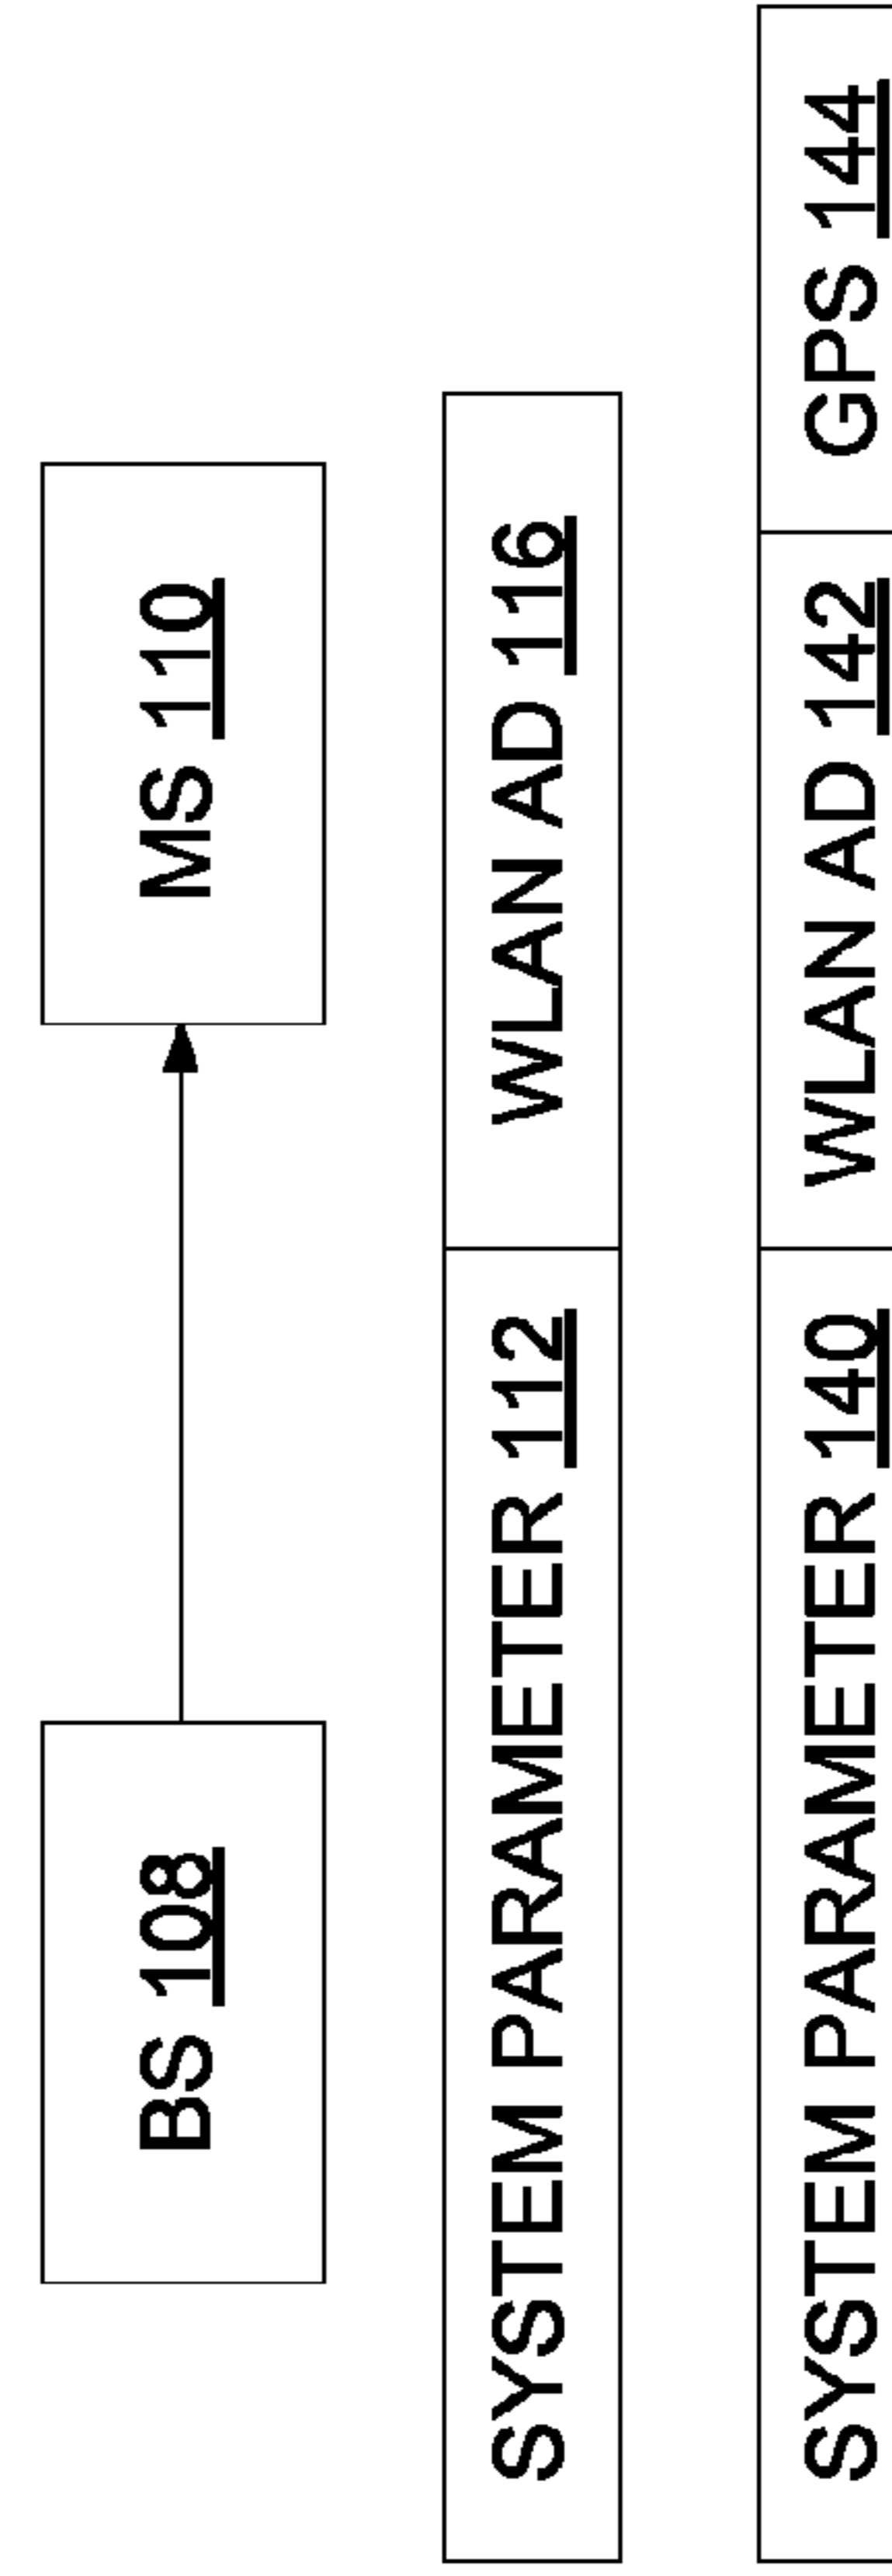 BS 108 MS 110
SYSTEM PARAMETER 112 WLAN AD 116
SYSTEM PARAMETER 140 WLAN AD 142 GPS 144